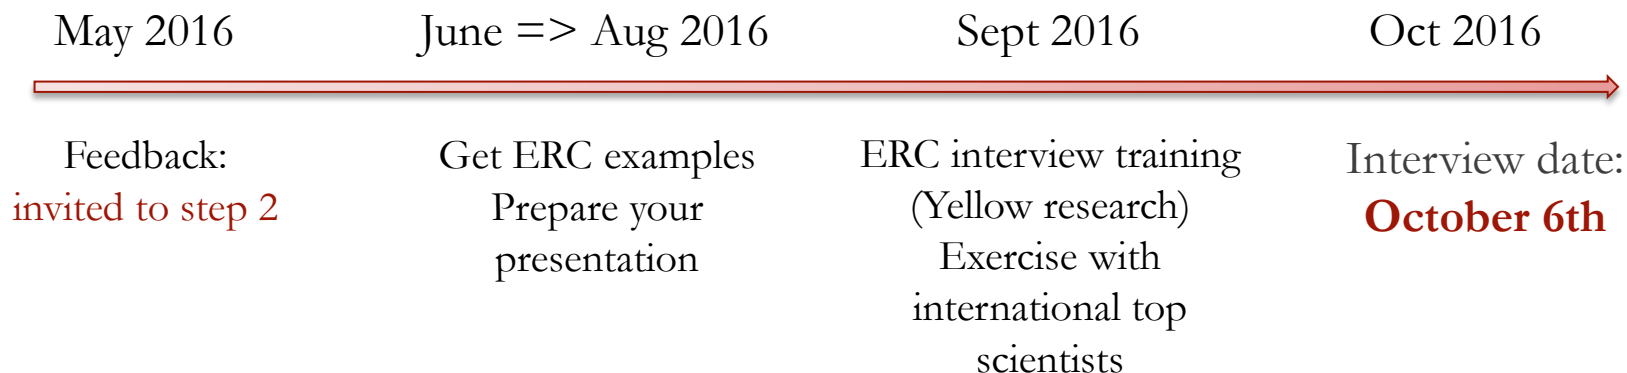 May 2016
June => Aug 2016
Sept 2016
Oct 2016
Feedback:
invited to step 2
Get ERC examples
Prepare your
presentation
ERC interview training
(Yellow research)
Exercise with
international top
scientists
Interview date:
October 6th